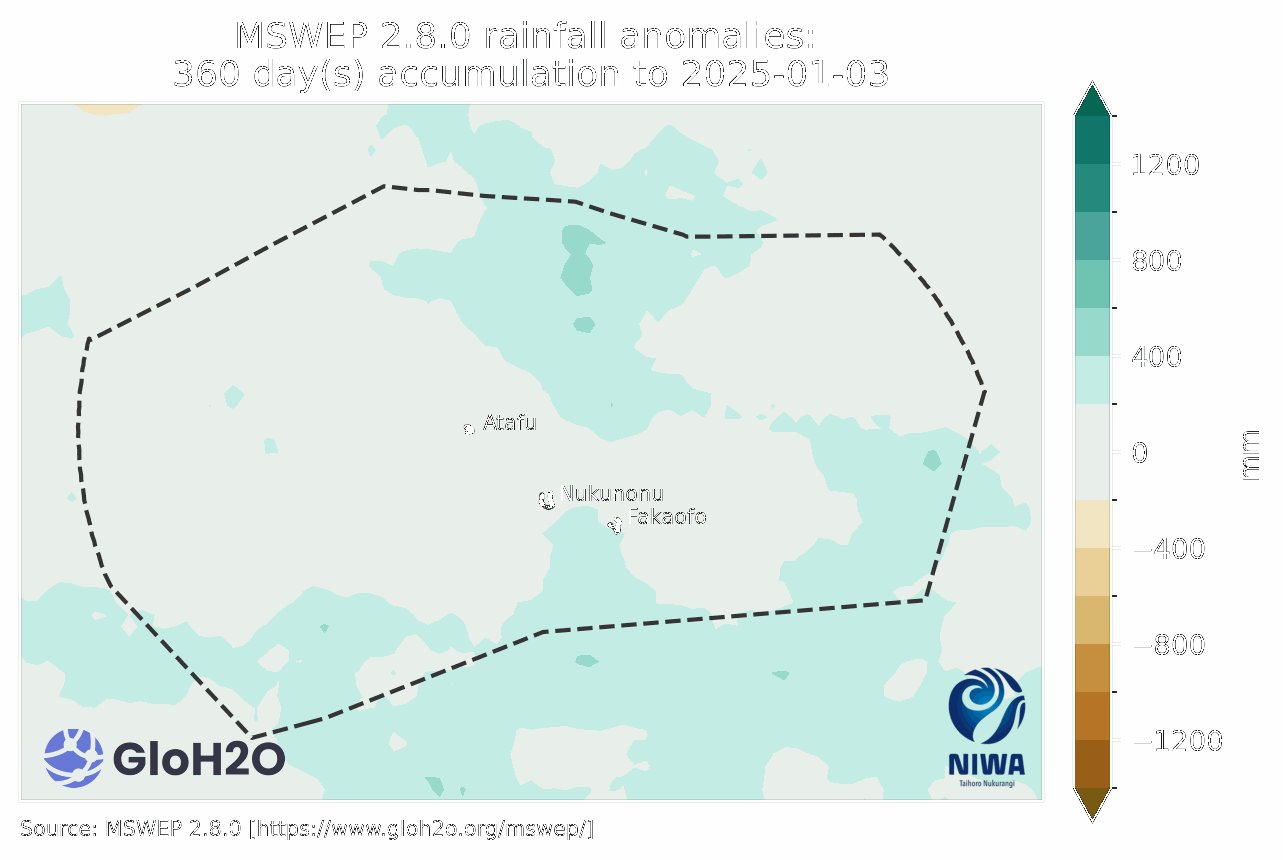 MSWEP 2.8.0 rainfall anomalies:
360 day(s) accumulation to 2025-01-03
1200
800
400
0
−400
−800
−1200
mm
Atafu
Nukunonu
Fakaofo
GloH2O
NIWA
Taihoro Nukurangi
Source: MSWEP 2.8.0 [https://www.gloh2o.org/mswep/]